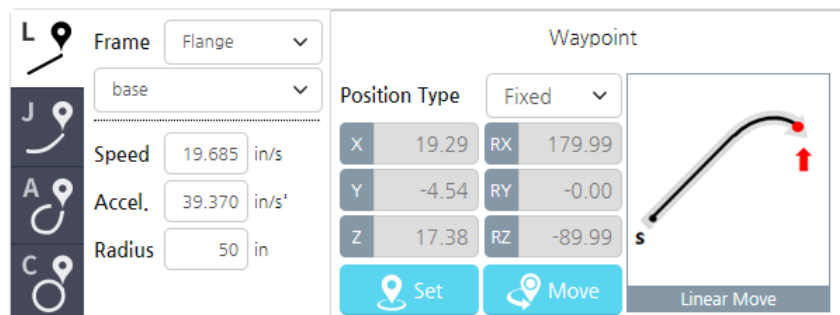 L
Frame Flange
base
J
Speed 19.685 in/s
A
Accel. 39.370 in/s²
Radius 50 in
C
Waypoint
Position Type Fixed
X 19.29 RX 179.99
Y -4.54 RY -0.00
Z 17.38 RZ -89.99
Set Move
S
Linear Move